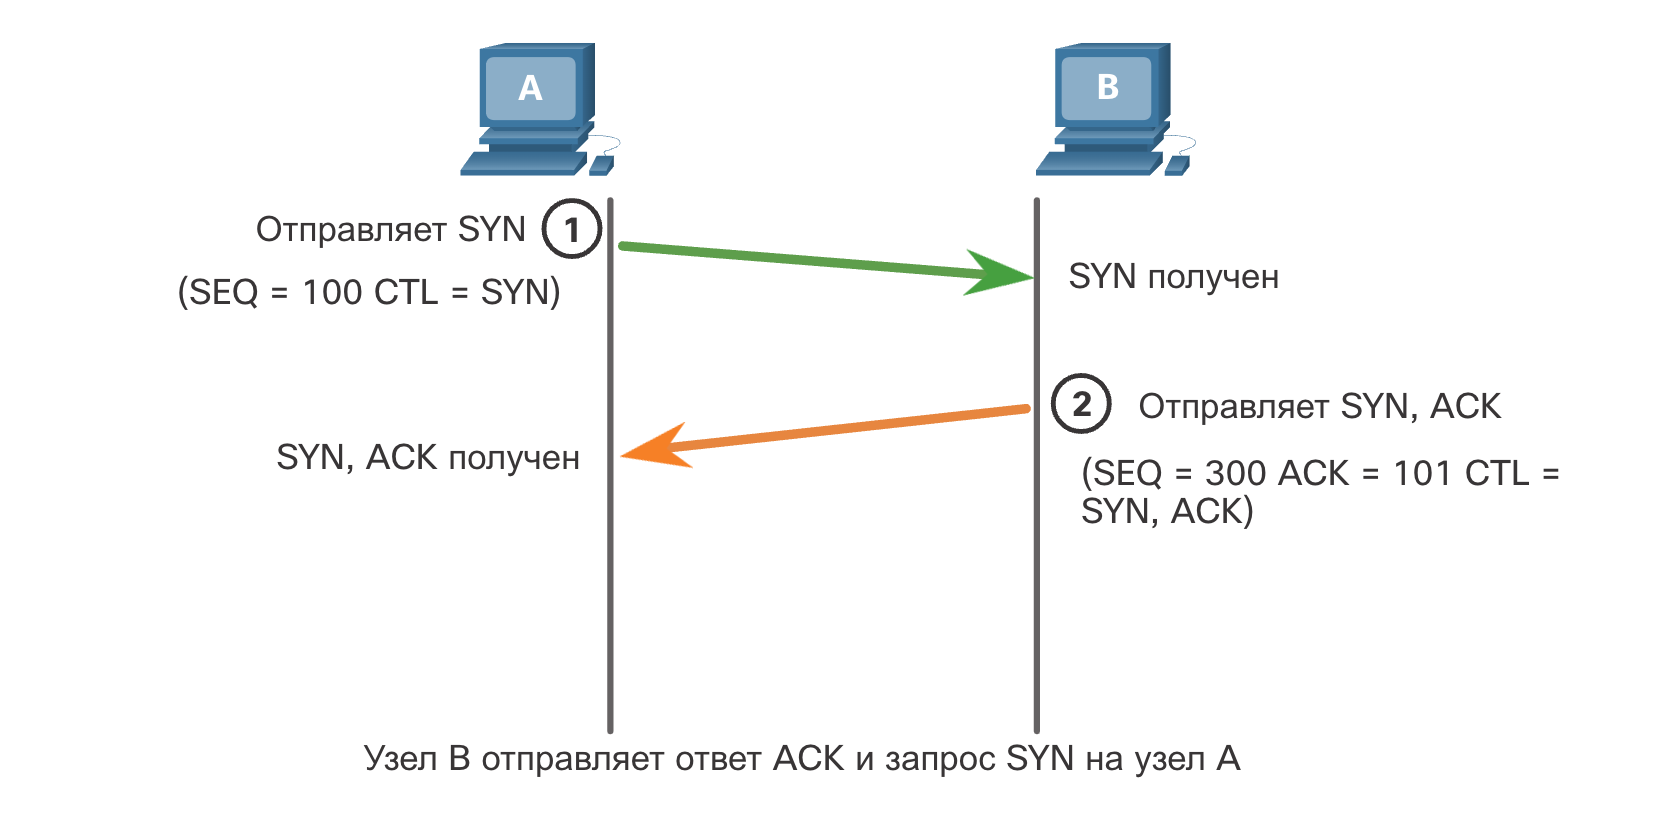 A
B
Отправляет SYN
1
(SEQ = 100 CTL = SYN)
SYN получен
2
Отправляет SYN, ACK
SYN, ACK получен
(SEQ = 300 ACK = 101 CTL =
SYN, ACK)
Узел B отправляет ответ ACK и запрос SYN на узел A